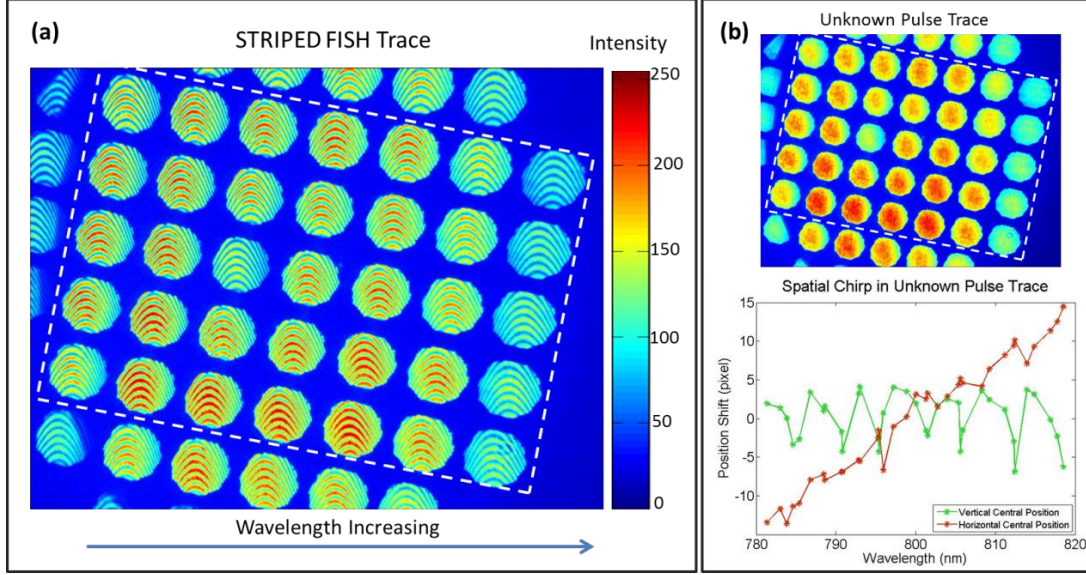 (a)
STRIPED FISH Trace
Intensity
250
200
150
100
50
0
Wavelength Increasing
(b)
Unknown Pulse Trace
Spatial Chirp in Unknown Pulse Trace
Position Shift (pixel)
15
10
5
0
-5
-10
Vertical Central Position
Horizontal Central Position
780 790 800 810 820
Wavelength (nm)